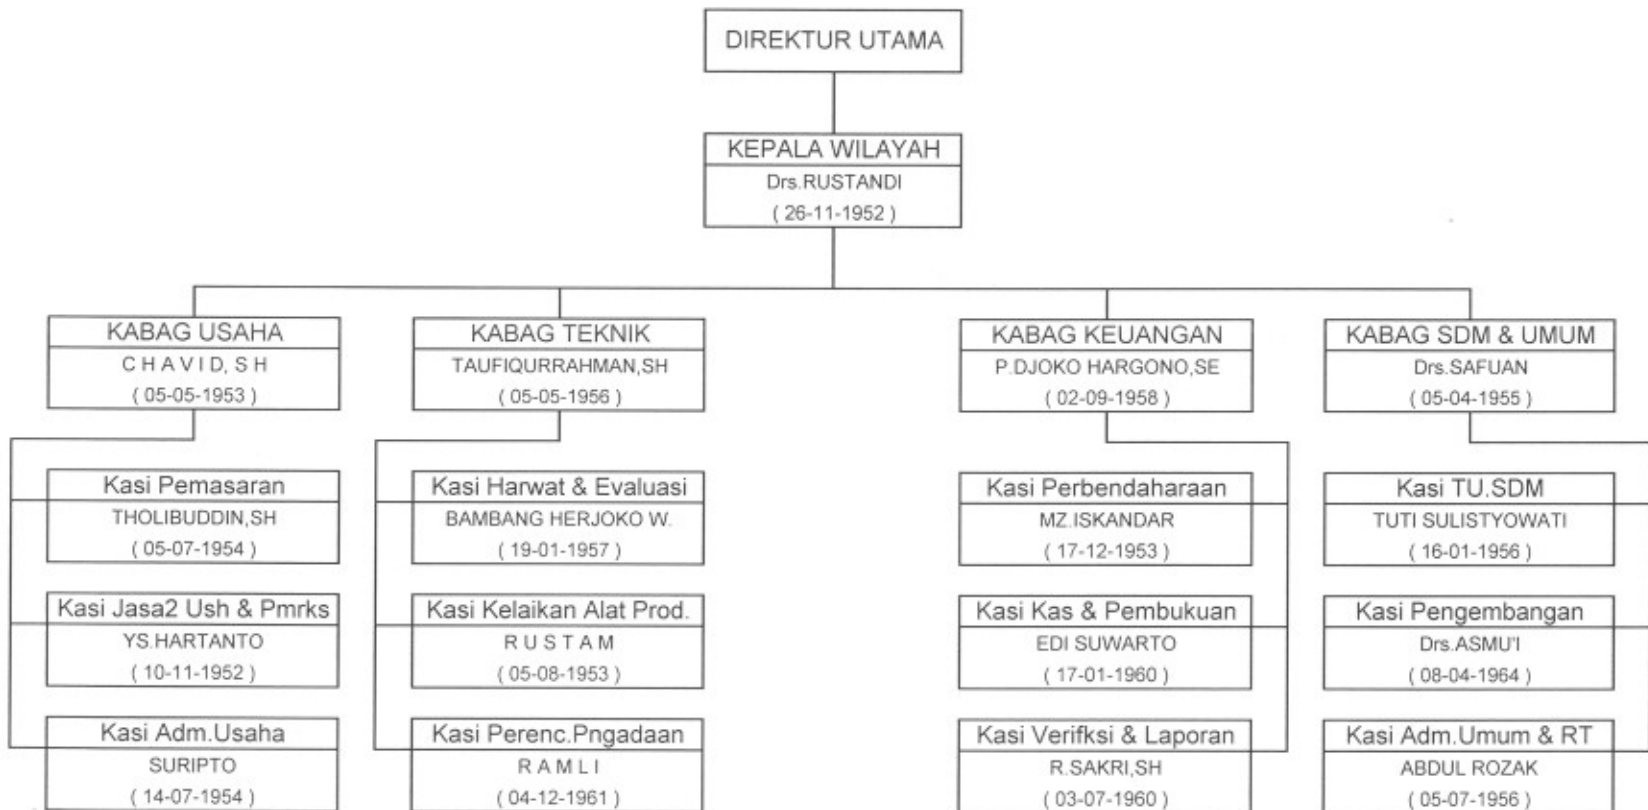 DIREKTUR UTAMA
KEPALA WILAYAH
Drs.RUSTANDI
( 26-11-1952 )
KABAG USAHA
C H A V I D, S H
( 05-05-1953 )
KABAG TEKNIK
TAUFIQURRAHMAN,SH
( 05-05-1956 )
KABAG KEUANGAN
P.DJOKO HARGONO,SE
( 02-09-1958 )
KABAG SDM & UMUM
Drs.SAFUAN
( 05-04-1955 )
Kasi Pemasaran
THOLIBUDDIN,SH
( 05-07-1954 )
Kasi Harwat & Evaluasi
BAMBANG HERJOKO W.
( 19-01-1957 )
Kasi Perbendaharaan
MZ.ISKANDAR
( 17-12-1953 )
Kasi TU.SDM
TUTI SULISTYOWATI
( 16-01-1956 )
Kasi Jasa2 Ush & Pmrks
YS.HARTANTO
( 10-11-1952 )
Kasi Kelaikan Alat Prod.
R U S T A M
( 05-08-1953 )
Kasi Kas & Pembukuan
EDI SUWARTO
( 17-01-1960 )
Kasi Pengembangan
Drs.ASMU'I
( 08-04-1964 )
Kasi Adm.Usaha
SURIPTO
( 14-07-1954 )
Kasi Perenc.Pngadaan
R A M L I
( 04-12-1961 )
Kasi Verifksi & Laporan
R.SAKRI,SH
( 03-07-1960 )
Kasi Adm.Umum & RT
ABDUL ROZAK
( 05-07-1956 )